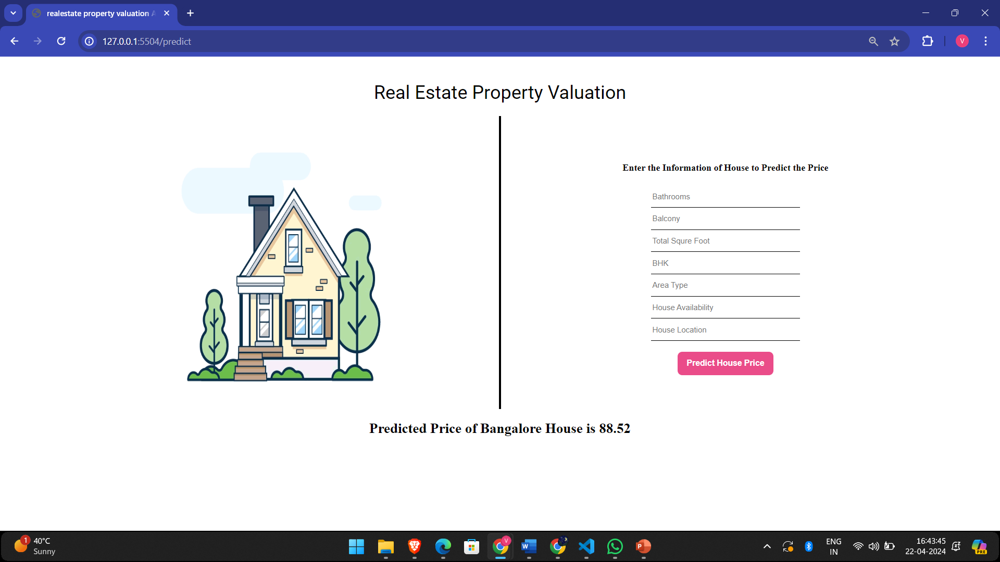 realestate property valuation
127.0.0.1:5504/predict
V
Real Estate Property Valuation
Enter the Information of House to Predict the Price
Bathrooms
Balcony
Total Squre Foot
BHK
Area Type
House Availability
House Location
Predict House Price
Predicted Price of Bangalore House is 88.52
1
40°C
Sunny
V
W
P
ENG
IN
16:43:45
22-04-2024
PRE